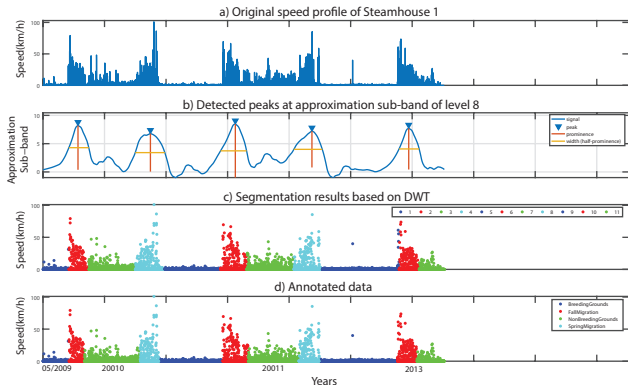 a) Original speed profile of Steamhouse 1
100
50
0
Speed(km/h)
b) Detected peaks at approximation sub-band of level 8
10
5
0
Approximation
Sub-band
signal
peak
prominence
width (half-prominence)
c) Segmentation results based on DWT
100
50
0
Speed(km/h)
1 2 3 4 5 6 7 8 9 10 11
d) Annotated data
100
50
0
Speed(km/h)
BreedingGrounds
FallMigration
NonBreedingGrounds
SpringMigration
05/2009 20010 20011 2013
Years